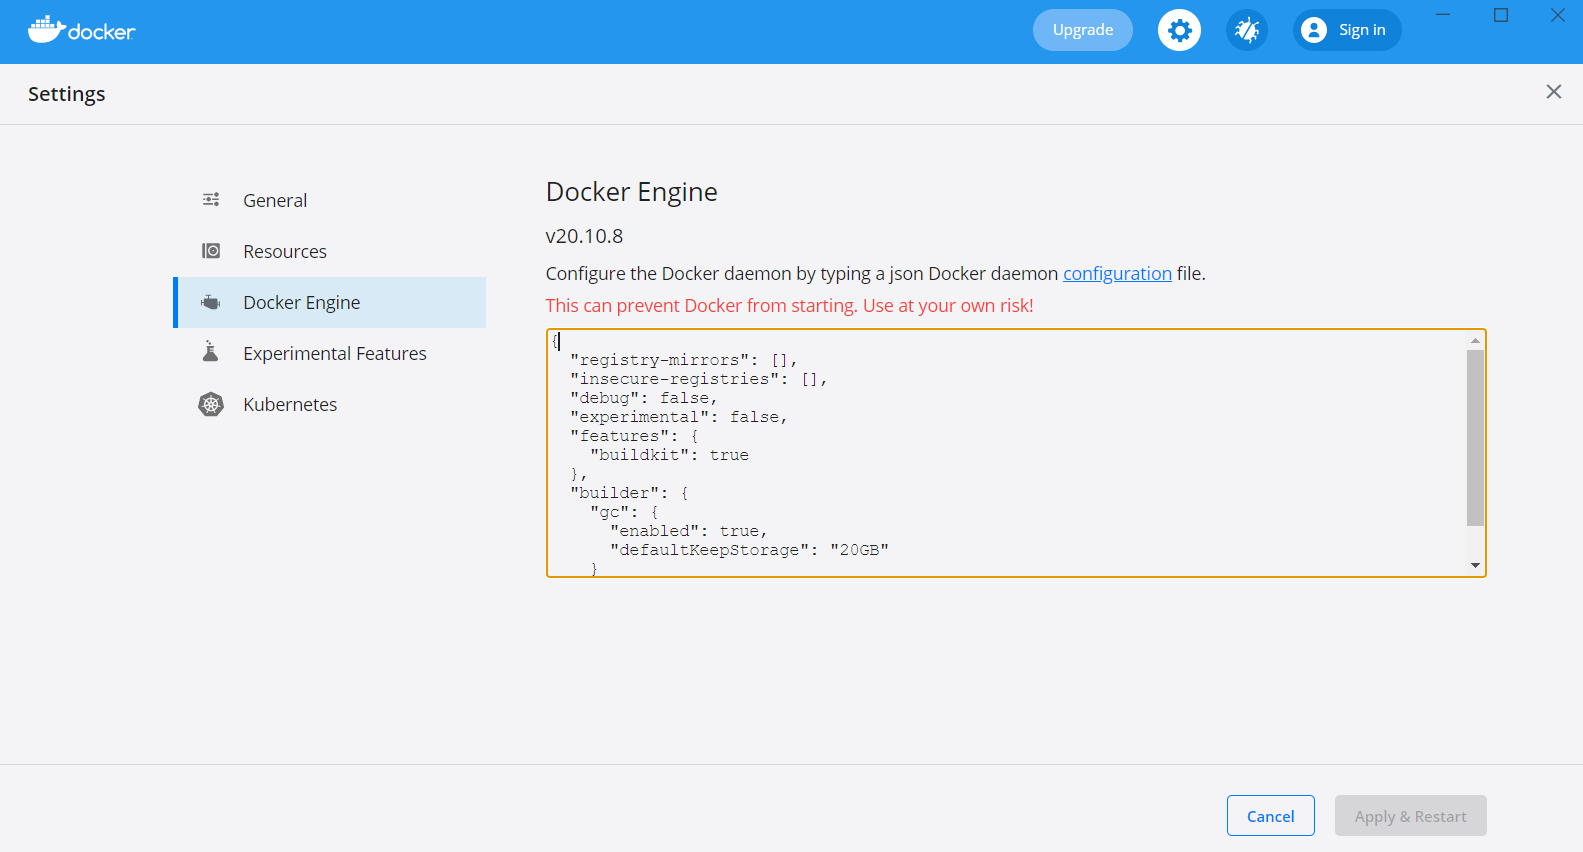 docker
Upgrade
Sign in
Settings
General
Resources
Docker Engine
Experimental Features
Kubernetes
Docker Engine
v20.10.8
Configure the Docker daemon by typing a json Docker daemon configuration file.
This can prevent Docker from starting. Use at your own risk!
{
  "registry-mirrors": [],
  "insecure-registries": [],
  "debug": false,
  "experimental": false,
  "features": {
    "buildkit": true
  },
  "builder": {
    "gc": {
      "enabled": true,
      "defaultKeepStorage": "20GB"
    }
Cancel
Apply & Restart